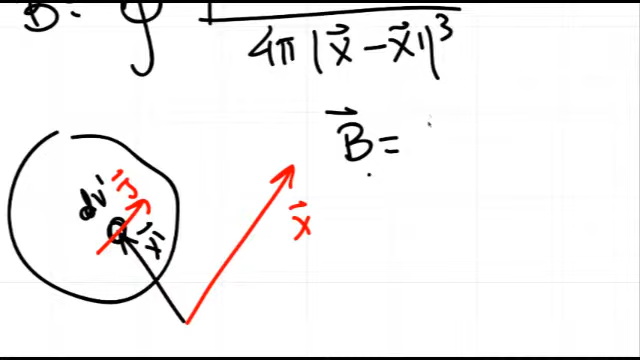 B =
4π |x⃗ − x⃗'|³
B⃗ =
dv' J⃗
x⃗'
x⃗